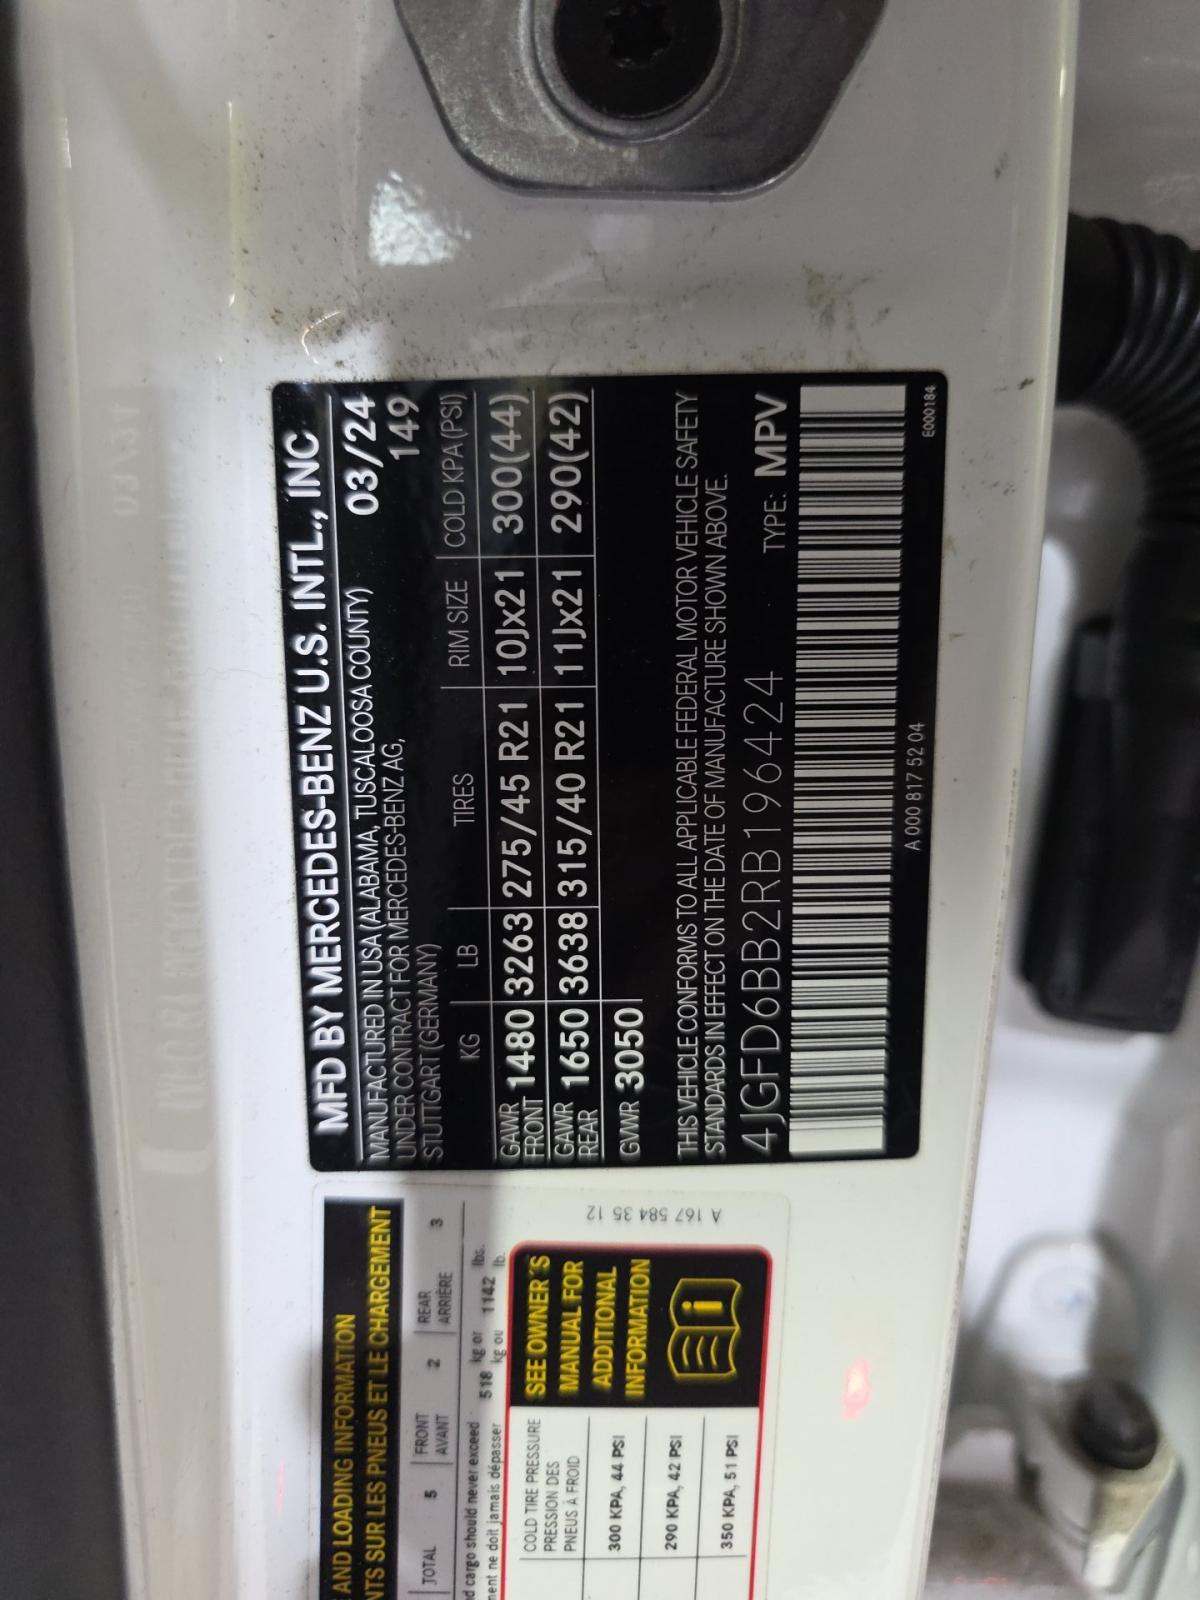 MFD BY MERCEDES-BENZ U.S. INTL., INC
MANUFACTURED IN USA (ALABAMA, TUSCALOOSA COUNTY) 03/24
UNDER CONTRACT FOR MERCEDES-BENZ AG, 149
STUTTGART (GERMANY)
KG LB TIRES RIM SIZE COLD KPA (PSI)
GAWR FRONT 1480 3263 275/45 R21 10Jx21 300(44)
GAWR REAR 1650 3638 315/40 R21 11Jx21 290(42)
GVWR 3050
THIS VEHICLE CONFORMS TO ALL APPLICABLE FEDERAL MOTOR VEHICLE SAFETY
STANDARDS IN EFFECT ON THE DATE OF MANUFACTURE SHOWN ABOVE.
4JGFD6BB2RB196424 TYPE: MPV
A 000 817 52 04 E000184
AND LOADING INFORMATION
NTS SUR LES PNEUS ET LE CHARGEMENT
TOTAL 5 FRONT AVANT 2 REAR ARRIÈRE 3
d cargo should never exceed 518 kg or 1142 lbs.
ment ne doit jamais dépasser kg ou lb.
COLD TIRE PRESSURE
PRESSION DES
PNEUS À FROID
300 KPA, 44 PSI
290 KPA, 42 PSI
350 KPA, 51 PSI
SEE OWNER'S
MANUAL FOR
ADDITIONAL
INFORMATION
A 167 584 35 12